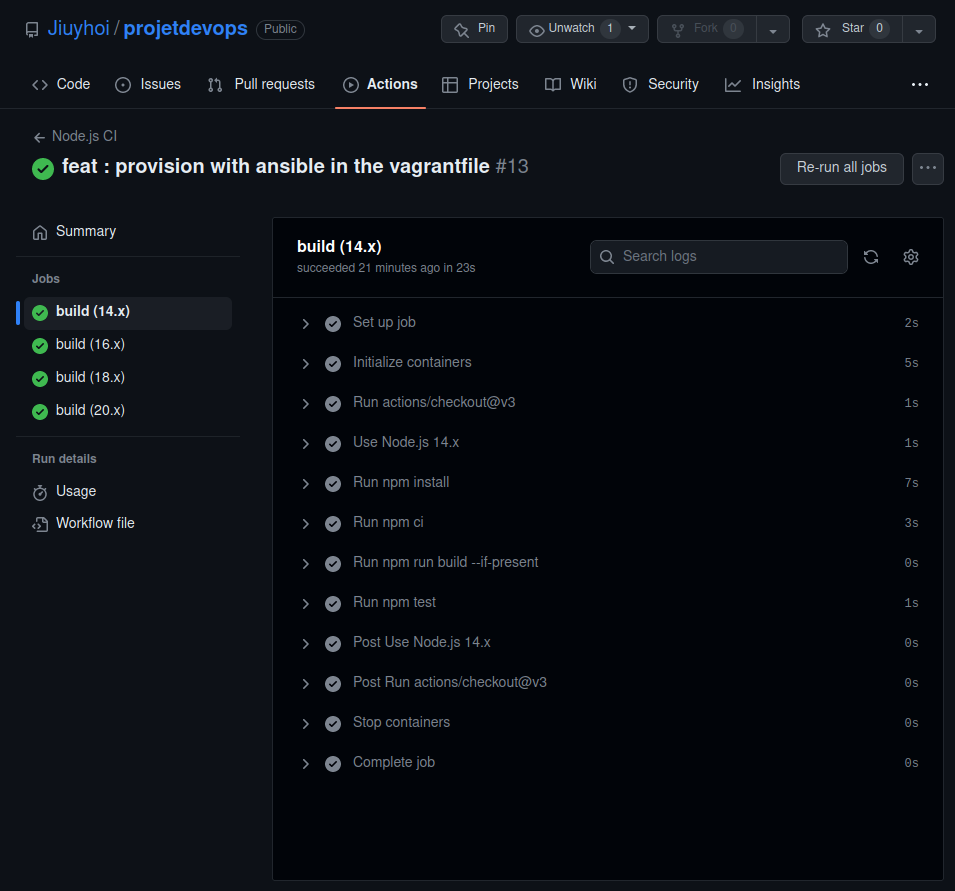 Jiuyhoi / projetdevops Public Pin Unwatch 1 Fork 0 Star 0
Code Issues Pull requests Actions Projects Wiki Security Insights
Node.js CI
feat : provision with ansible in the vagrantfile #13
Re-run all jobs
Summary
Jobs
build (14.x)
build (16.x)
build (18.x)
build (20.x)
Run details
Usage
Workflow file
build (14.x)
succeeded 21 minutes ago in 23s
Search logs
Set up job 2s
Initialize containers 5s
Run actions/checkout@v3 1s
Use Node.js 14.x 1s
Run npm install 7s
Run npm ci 3s
Run npm run build --if-present 0s
Run npm test 1s
Post Use Node.js 14.x 0s
Post Run actions/checkout@v3 0s
Stop containers 0s
Complete job 0s